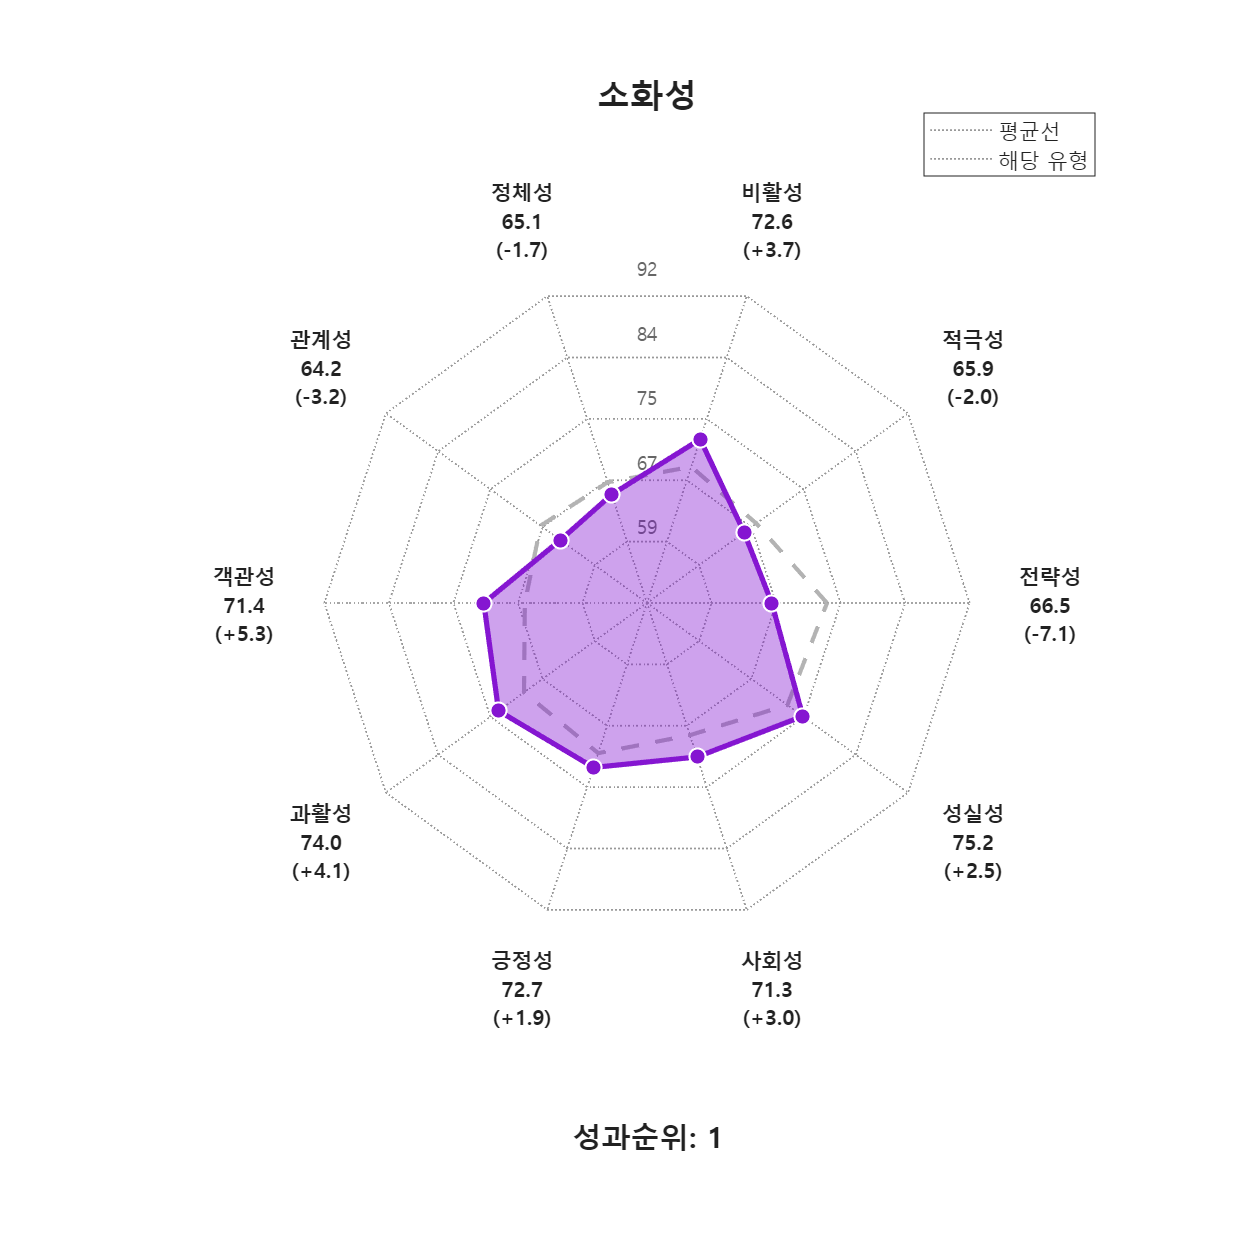 소화성
평균선
해당 유형
정체성
65.1
(-1.7)
비활성
72.6
(+3.7)
92
84
75
67
59
관계성
64.2
(-3.2)
적극성
65.9
(-2.0)
객관성
71.4
(+5.3)
전략성
66.5
(-7.1)
과활성
74.0
(+4.1)
성실성
75.2
(+2.5)
긍정성
72.7
(+1.9)
사회성
71.3
(+3.0)
성과순위: 1